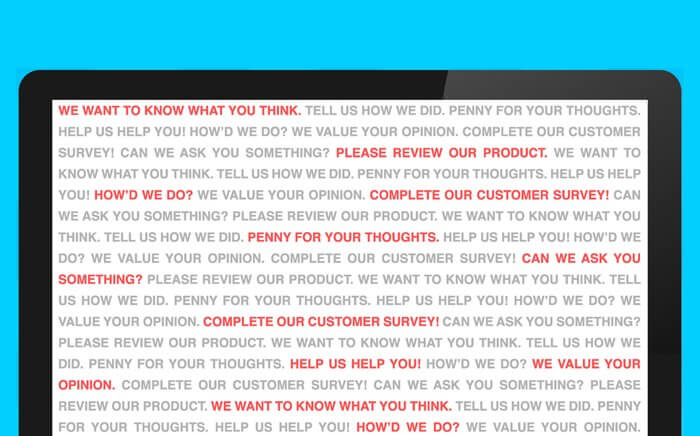 WE WANT TO KNOW WHAT YOU THINK. TELL US HOW WE DID. PENNY FOR YOUR THOUGHTS.
HELP US HELP YOU! HOW'D WE DO? WE VALUE YOUR OPINION. COMPLETE OUR CUSTOMER
SURVEY! CAN WE ASK YOU SOMETHING? PLEASE REVIEW OUR PRODUCT. WE WANT TO
KNOW WHAT YOU THINK. TELL US HOW WE DID. PENNY FOR YOUR THOUGHTS. HELP US HELP
YOU! HOW'D WE DO? WE VALUE YOUR OPINION. COMPLETE OUR CUSTOMER SURVEY! CAN
WE ASK YOU SOMETHING? PLEASE REVIEW OUR PRODUCT. WE WANT TO KNOW WHAT YOU
THINK. TELL US HOW WE DID. PENNY FOR YOUR THOUGHTS. HELP US HELP YOU! HOW'D WE
DO? WE VALUE YOUR OPINION. COMPLETE OUR CUSTOMER SURVEY! CAN WE ASK YOU
SOMETHING? PLEASE REVIEW OUR PRODUCT. WE WANT TO KNOW WHAT YOU THINK. TELL
US HOW WE DID. PENNY FOR YOUR THOUGHTS. HELP US HELP YOU! HOW'D WE DO? WE
VALUE YOUR OPINION. COMPLETE OUR CUSTOMER SURVEY! CAN WE ASK YOU SOMETHING?
PLEASE REVIEW OUR PRODUCT. WE WANT TO KNOW WHAT YOU THINK. TELL US HOW WE
DID. PENNY FOR YOUR THOUGHTS. HELP US HELP YOU! HOW'D WE DO? WE VALUE YOUR
OPINION. COMPLETE OUR CUSTOMER SURVEY! CAN WE ASK YOU SOMETHING? PLEASE
REVIEW OUR PRODUCT. WE WANT TO KNOW WHAT YOU THINK. TELL US HOW WE DID. PENNY
FOR YOUR THOUGHTS. HELP US HELP YOU! HOW'D WE DO? WE VALUE YOUR OPINION.